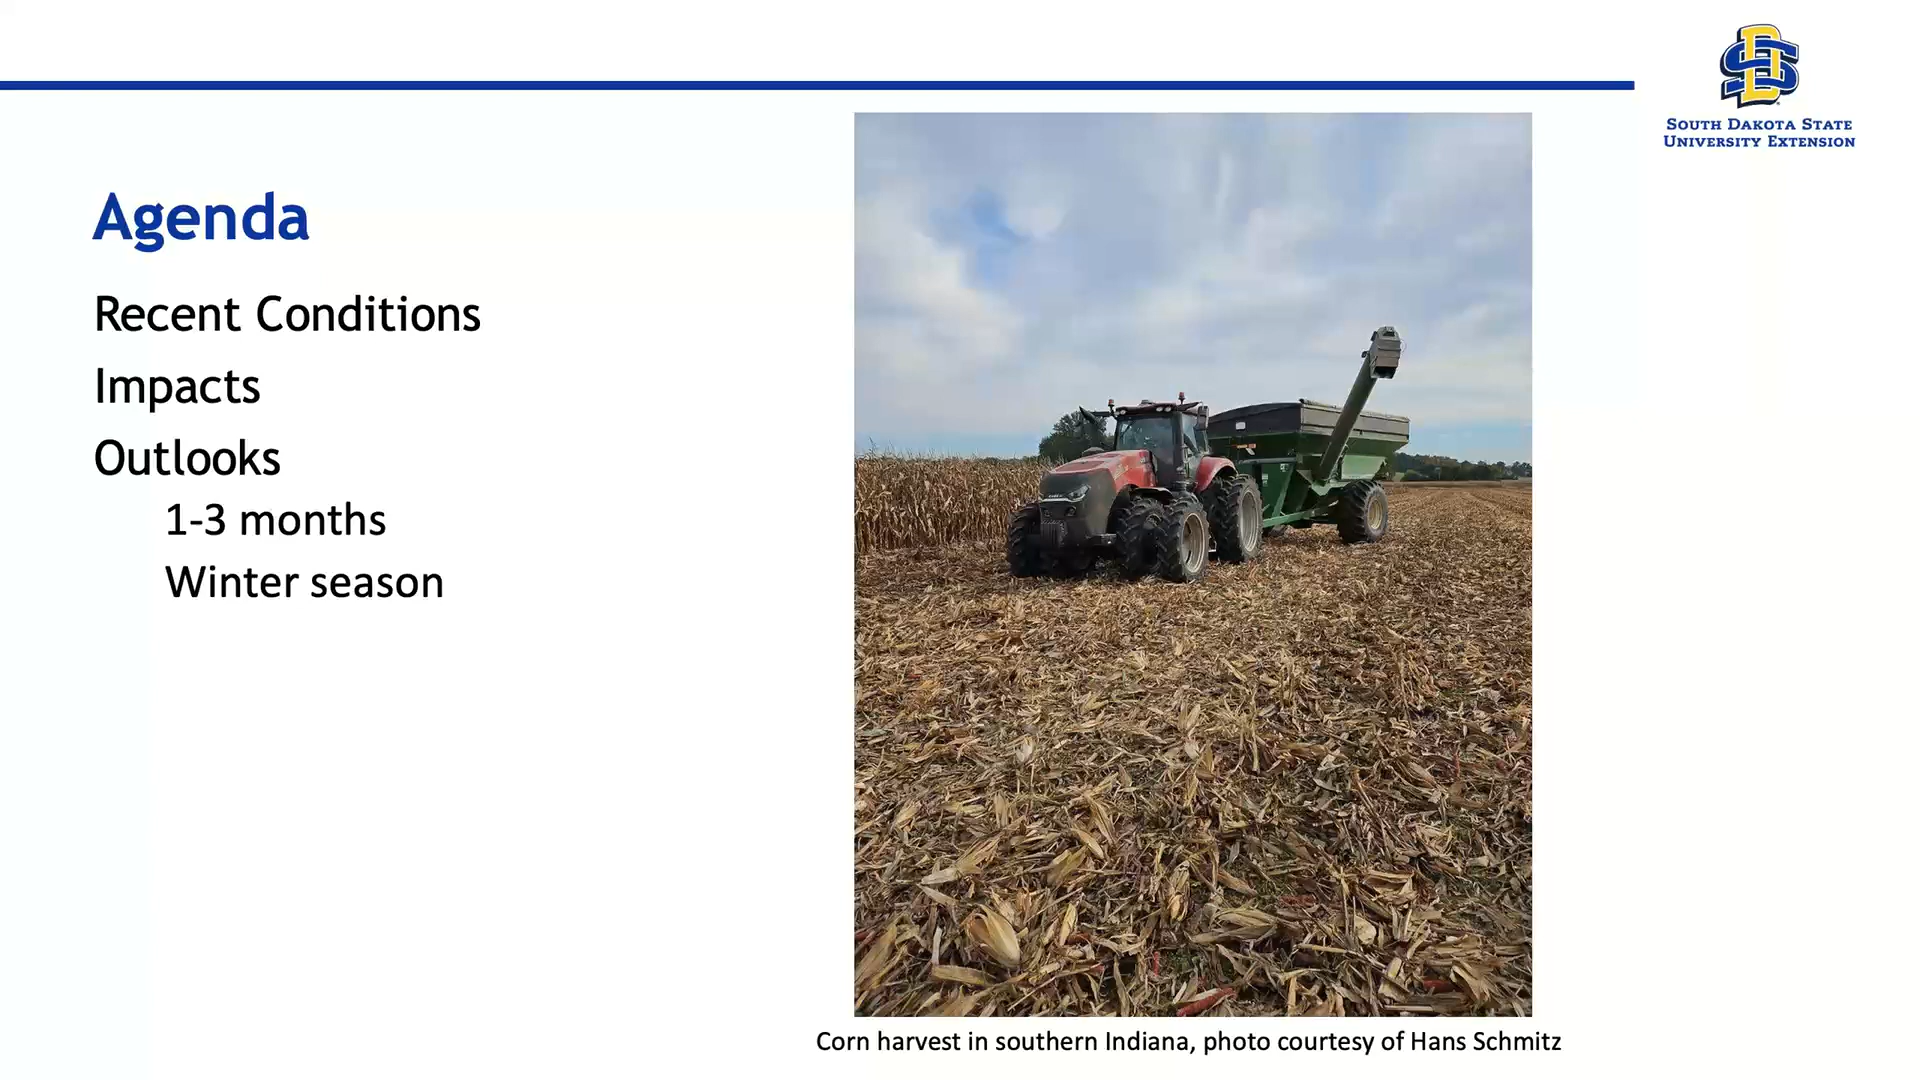 South Dakota State
University Extension
Agenda
Recent Conditions
Impacts
Outlooks
1-3 months
Winter season
Corn harvest in southern Indiana, photo courtesy of Hans Schmitz